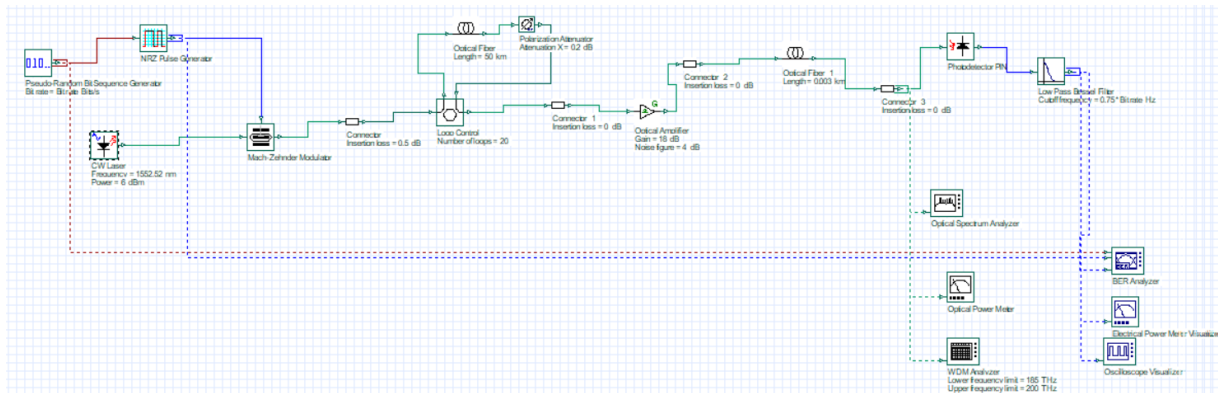 Polarization Attenuator
Attenuation X = 0.2 dB
Optical Fiber
Length = 50 km
NRZ Pulse Generator
Pseudo-Random Bit Sequence Generator
Bit rate = Bit rate Bits/s
Connector 2
Insertion loss = 0 dB
Optical Fiber 1
Length = 0.003 km
Photodetector PIN
Low Pass Bessel Filter
Cutoff frequency = 0.75* Bit rate Hz
Connector 3
Insertion loss = 0 dB
Connector 1
Insertion loss = 0 dB
G
Optical Amplifier
Gain = 18 dB
Noise figure = 4 dB
Connector
Insertion loss = 0.5 dB
Loop Control
Number of loops = 20
Mach-Zehnder Modulator
CW Laser
Frequency = 1552.52 nm
Power = 6 dBm
Optical Spectrum Analyzer
BER Analyzer
Optical Power Meter
Electrical Power Meter Visualizer
Oscilloscope Visualizer
WDM Analyzer
Lower frequency limit = 185 THz
Upper frequency limit = 200 THz